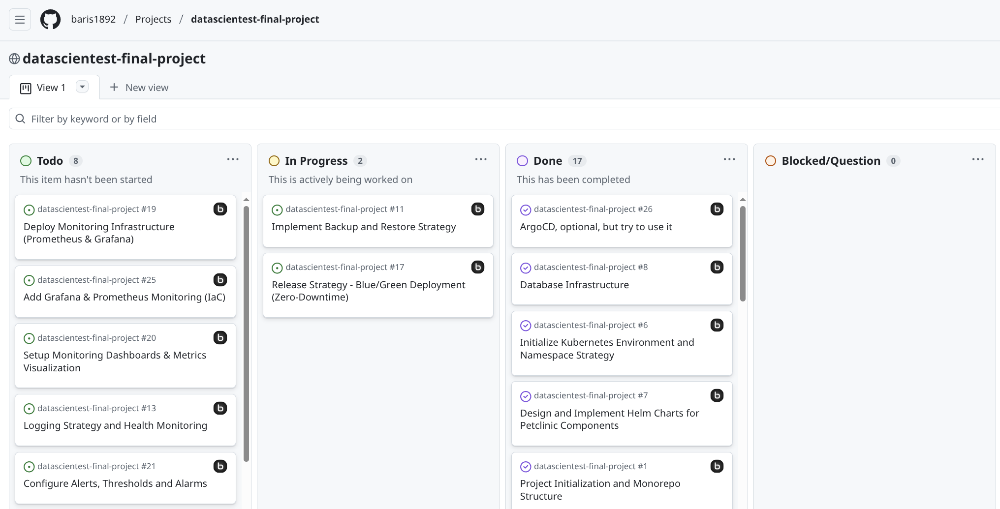 baris1892 / Projects / datascientest-final-project
datascientest-final-project
View 1
New view
Filter by keyword or by field
Todo 8
This item hasn't been started
datascientest-final-project #19
Deploy Monitoring Infrastructure
(Prometheus & Grafana)
datascientest-final-project #25
Add Grafana & Prometheus Monitoring (IaC)
datascientest-final-project #20
Setup Monitoring Dashboards & Metrics
Visualization
datascientest-final-project #13
Logging Strategy and Health Monitoring
datascientest-final-project #21
Configure Alerts, Thresholds and Alarms
In Progress 2
This is actively being worked on
datascientest-final-project #11
Implement Backup and Restore Strategy
datascientest-final-project #17
Release Strategy - Blue/Green Deployment
(Zero-Downtime)
Done 17
This has been completed
datascientest-final-project #26
ArgoCD, optional, but try to use it
datascientest-final-project #8
Database Infrastructure
datascientest-final-project #6
Initialize Kubernetes Environment and
Namespace Strategy
datascientest-final-project #7
Design and Implement Helm Charts for
Petclinic Components
datascientest-final-project #1
Project Initialization and Monorepo
Structure
Blocked/Question 0